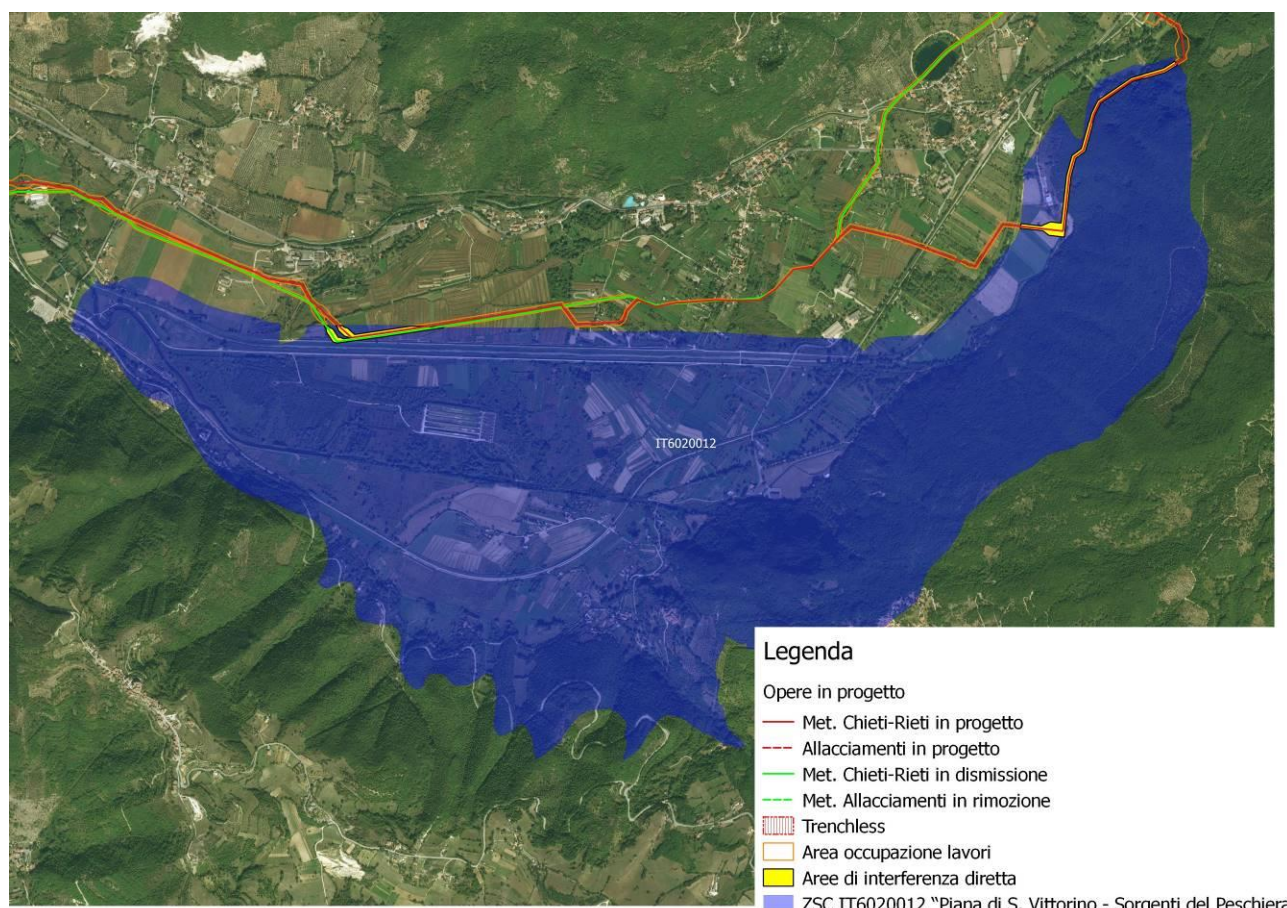 IT6020012
Legenda
Opere in progetto
Met. Chieti-Rieti in progetto
Allacciamenti in progetto
Met. Chieti-Rieti in dismissione
Met. Allacciamenti in rimozione
Trenchless
Area occupazione lavori
Aree di interferenza diretta
ZSC IT6020012 "Piana di S. Vittorino - Sorgenti del Peschiera